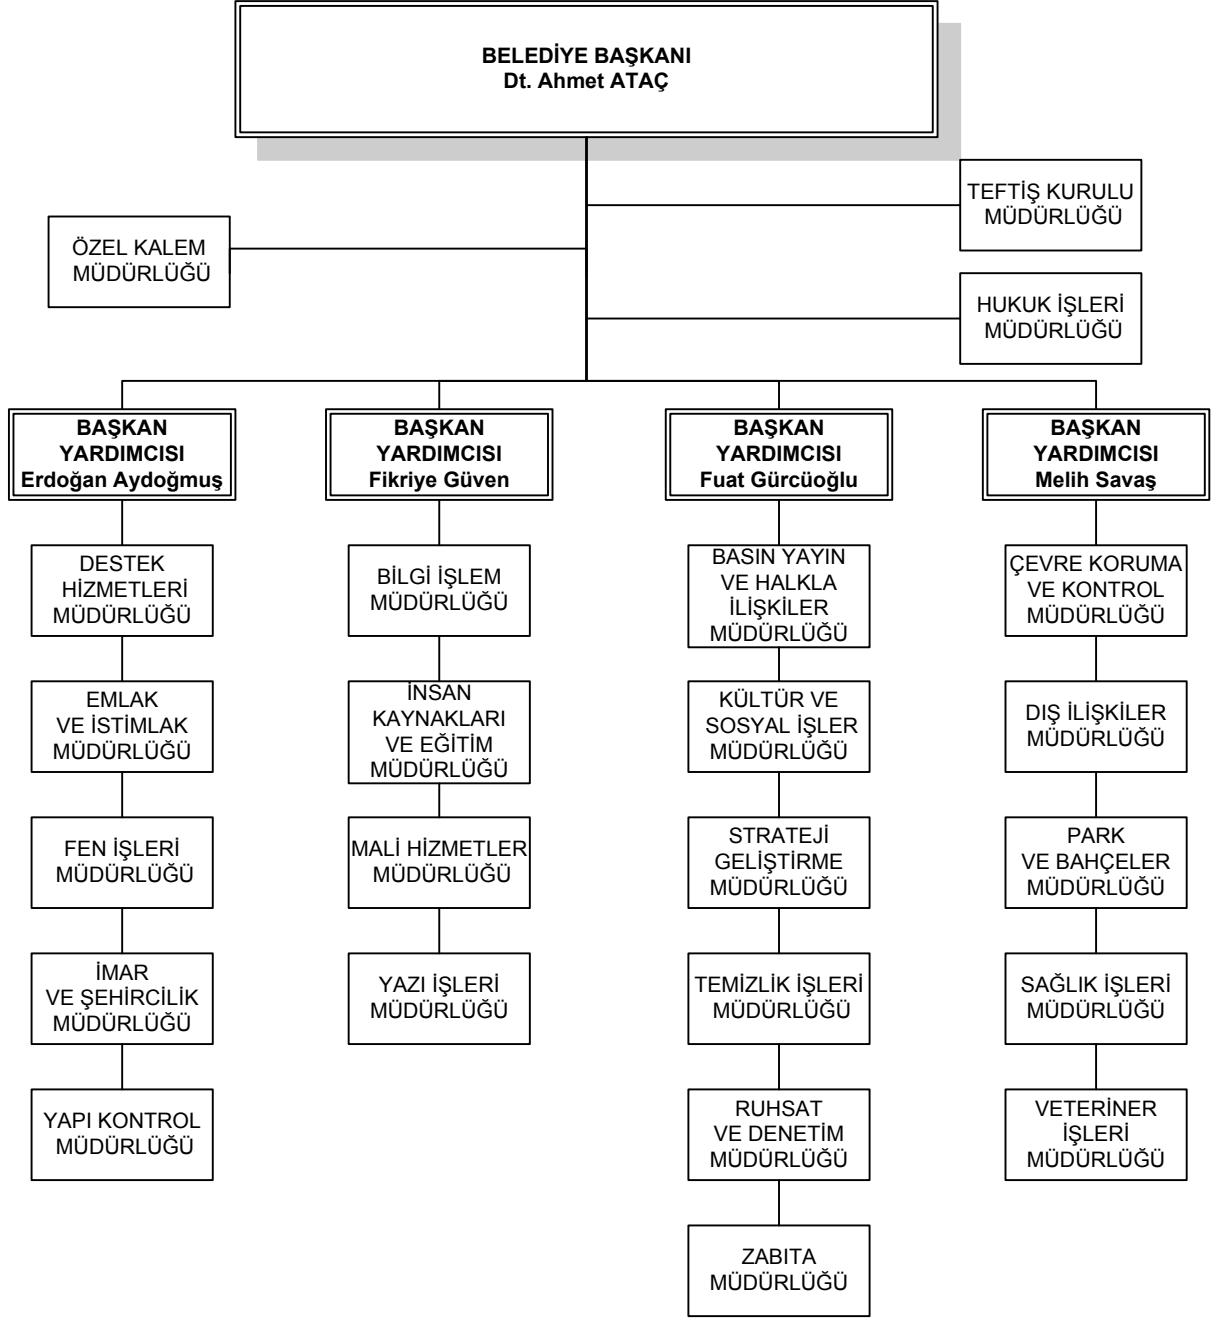 BELEDİYE BAŞKANI
Dt. Ahmet ATAÇ
TEFTİŞ KURULU
MÜDÜRLÜĞÜ
ÖZEL KALEM
MÜDÜRLÜĞÜ
HUKUK İŞLERİ
MÜDÜRLÜĞÜ
BAŞKAN
YARDIMCISI
Erdoğan Aydoğmuş
BAŞKAN
YARDIMCISI
Fikriye Güven
BAŞKAN
YARDIMCISI
Fuat Gürcüoğlu
BAŞKAN
YARDIMCISI
Melih Savaş
DESTEK
HİZMETLERİ
MÜDÜRLÜĞÜ
EMLAK
VE İSTİMLAK
MÜDÜRLÜĞÜ
FEN İŞLERİ
MÜDÜRLÜĞÜ
İMAR
VE ŞEHİRCİLİK
MÜDÜRLÜĞÜ
YAPI KONTROL
MÜDÜRLÜĞÜ
BİLGİ İŞLEM
MÜDÜRLÜĞÜ
İNSAN
KAYNAKLARI
VE EĞİTİM
MÜDÜRLÜĞÜ
MALİ HİZMETLER
MÜDÜRLÜĞÜ
YAZI İŞLERİ
MÜDÜRLÜĞÜ
BASIN YAYIN
VE HALKLA
İLİŞKİLER
MÜDÜRLÜĞÜ
KÜLTÜR VE
SOSYAL İŞLER
MÜDÜRLÜĞÜ
STRATEJİ
GELİŞTİRME
MÜDÜRLÜĞÜ
TEMİZLİK İŞLERİ
MÜDÜRLÜĞÜ
RUHSAT
VE DENETİM
MÜDÜRLÜĞÜ
ZABITA
MÜDÜRLÜĞÜ
ÇEVRE KORUMA
VE KONTROL
MÜDÜRLÜĞÜ
DIŞ İLİŞKİLER
MÜDÜRLÜĞÜ
PARK
VE BAHÇELER
MÜDÜRLÜĞÜ
SAĞLIK İŞLERİ
MÜDÜRLÜĞÜ
VETERİNER
İŞLERİ
MÜDÜRLÜĞÜ